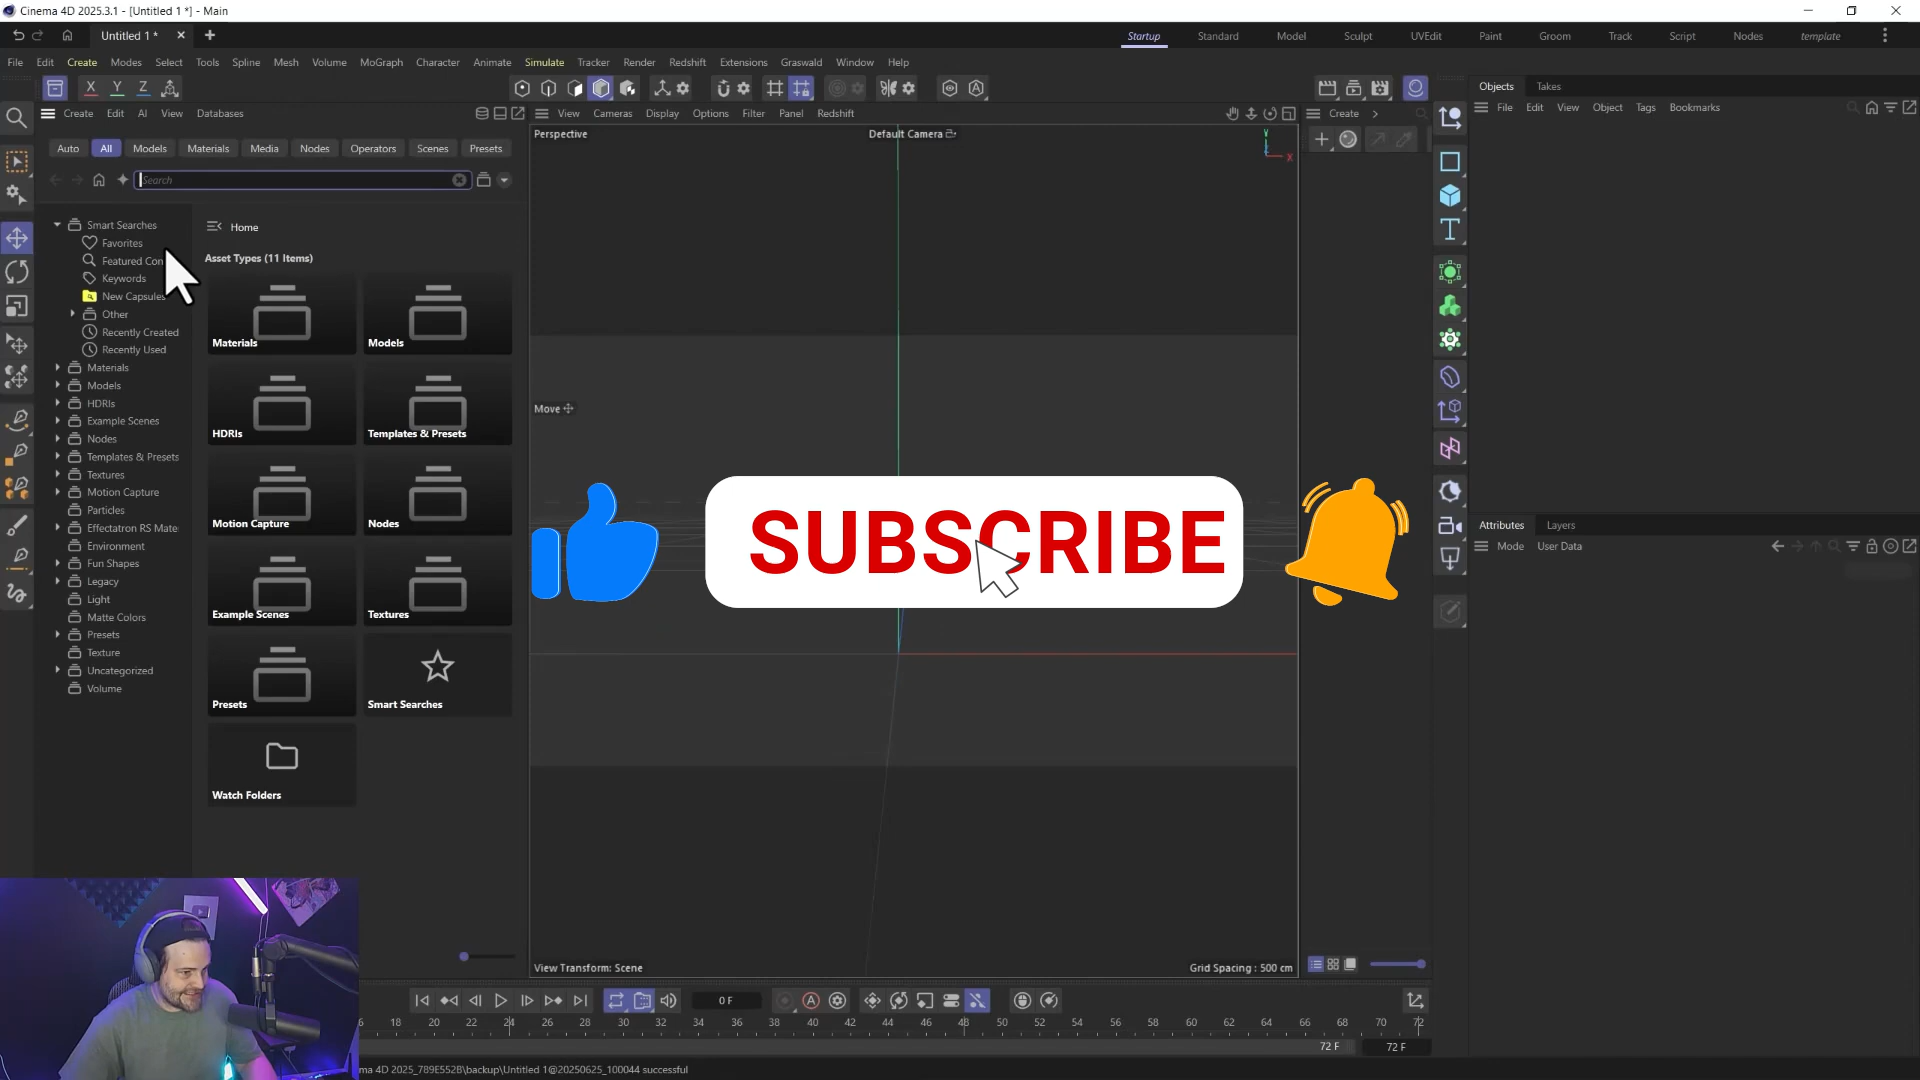 Cinema 4D 2025.3.1 - [Untitled 1 *] - Main
Untitled 1 *
Startup
Standard
Model
Sculpt
UVEdit
Paint
Groom
Track
Script
Nodes
template
File
Edit
Create
Modes
Select
Tools
Spline
Mesh
Volume
MoGraph
Character
Animate
Simulate
Tracker
Render
Redshift
Extensions
Graswald
Window
Help
X
Y
Z
Create
Edit
AI
View
Databases
Auto
All
Models
Materials
Media
Nodes
Operators
Scenes
Presets
Search
Smart Searches
Favorites
Featured Con
Keywords
New Capsules
Other
Recently Created
Recently Used
Materials
Models
HDRIs
Example Scenes
Nodes
Templates & Presets
Textures
Motion Capture
Particles
Effectatron RS Mate
Environment
Fun Shapes
Legacy
Light
Matte Colors
Presets
Texture
Uncategorized
Volume
Home
Asset Types (11 Items)
Materials
Models
HDRIs
Templates & Presets
Motion Capture
Nodes
Example Scenes
Textures
Presets
Smart Searches
Watch Folders
View
Cameras
Display
Options
Filter
Panel
Redshift
Perspective
Default Camera
Y
X
Move
SUBSCRIBE
View Transform: Scene
Grid Spacing : 500 cm
Create
Objects
Takes
File
Edit
View
Object
Tags
Bookmarks
Attributes
Layers
Mode
User Data
0 F
18 20 22 24 26 28 30 32 34 36 38 40 42 44 46 48 50 52 54 56 58 60 62 64 66 68 70 72
72 F
72 F
ma 4D 2025_789E552B\backup\Untitled 1@20250625_100044 successful